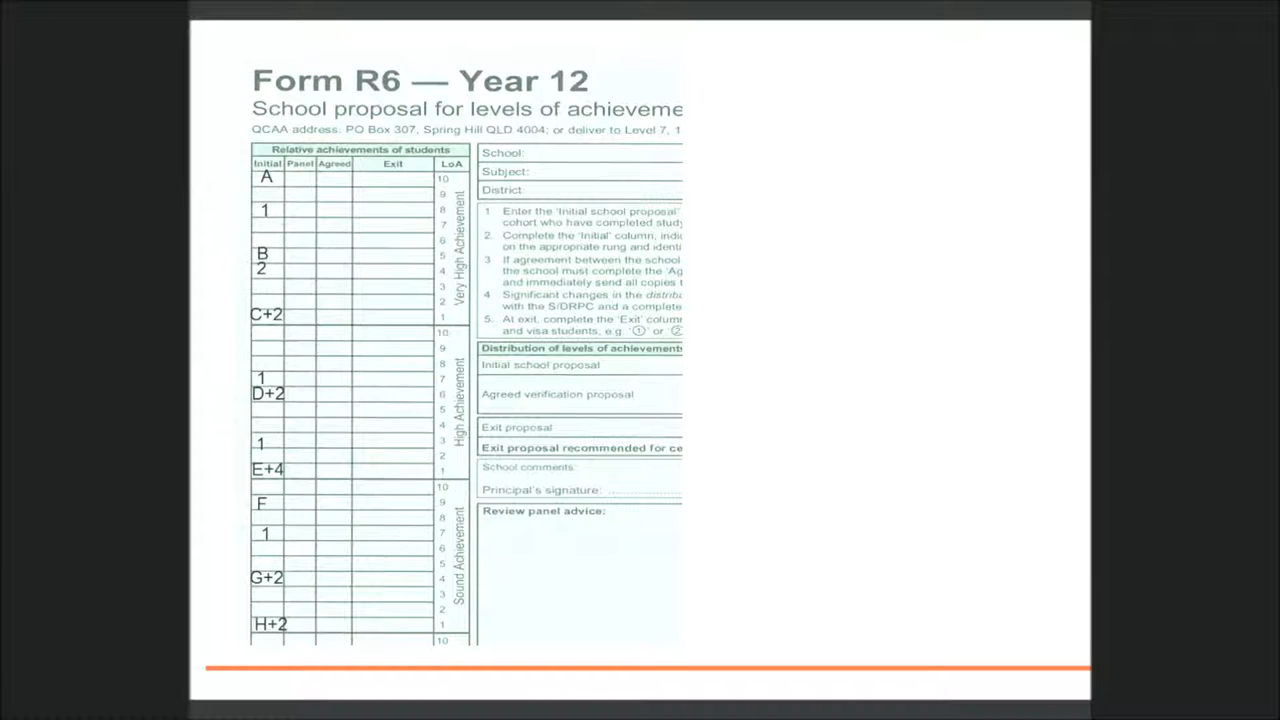 Form R6 — Year 12
School proposal for levels of achieveme
QCAA address: PO Box 307, Spring Hill QLD 4004; or deliver to Level 7, 1
Relative achievements of students
Initial Panel Agreed Exit LoA
A 10
9
1 8
7
6
B 5
2 4
3
2
C+2 1
Very High Achievement
10
9
8
1 7
D+2 6
5
4
1 3
2
E+4 1
High Achievement
10
F 9
8
1 7
6
5
G+2 4
3
2
H+2 1
Sound Achievement
10
School:
Subject:
District:
1 Enter the 'Initial school proposal'
cohort who have completed study
2. Complete the 'Initial' column, indic
on the appropriate rung and identi
3 If agreement between the school
the school must complete the 'Ag
and immediately send all copies t
4 Significant changes in the distribu
with the S/DRPC and a complete
5. At exit, complete the 'Exit' column
and visa students, e.g. '①' or '②
Distribution of levels of achievements
Initial school proposal
Agreed verification proposal
Exit proposal
Exit proposal recommended for ce
School comments:
Principal's signature: ....................
Review panel advice: